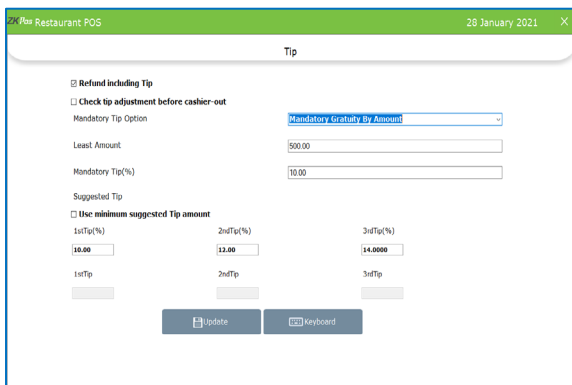 ZKPos Restaurant POS 28 January 2021 X
Tip
Refund including Tip
Check tip adjustment before cashier-out
Mandatory Tip Option Mandatory Gratuity By Amount
Least Amount 500.00
Mandatory Tip(%) 10.00
Suggested Tip
Use minimum suggested Tip amount
1stTip(%) 2ndTip(%) 3rdTip(%)
10.00 12.00 14.0000
1stTip 2ndTip 3rdTip
Update Keyboard